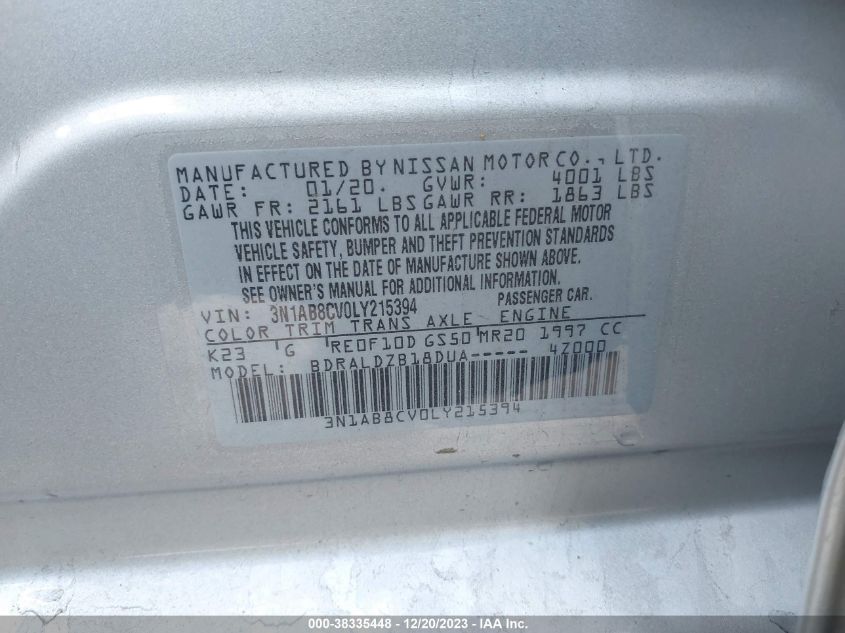 MANUFACTURED BY NISSAN MOTOR CO., LTD.
DATE: 01/20. GVWR: 4001 LBS
GAWR FR: 2161 LBS GAWR RR: 1863 LBS
THIS VEHICLE CONFORMS TO ALL APPLICABLE FEDERAL MOTOR
VEHICLE SAFETY, BUMPER AND THEFT PREVENTION STANDARDS
IN EFFECT ON THE DATE OF MANUFACTURE SHOWN ABOVE.
SEE OWNER'S MANUAL FOR ADDITIONAL INFORMATION.
VIN: 3N1AB8CV0LY215394 PASSENGER CAR.
COLOR TRIM TRANS AXLE ENGINE
K23 G RE0F10D GS50 MR20 1997 CC
MODEL: BDRALDZB18DUA----- 4Z000
3N1AB8CV0LY215394
000-38335448 - 12/20/2023 - IAA Inc.